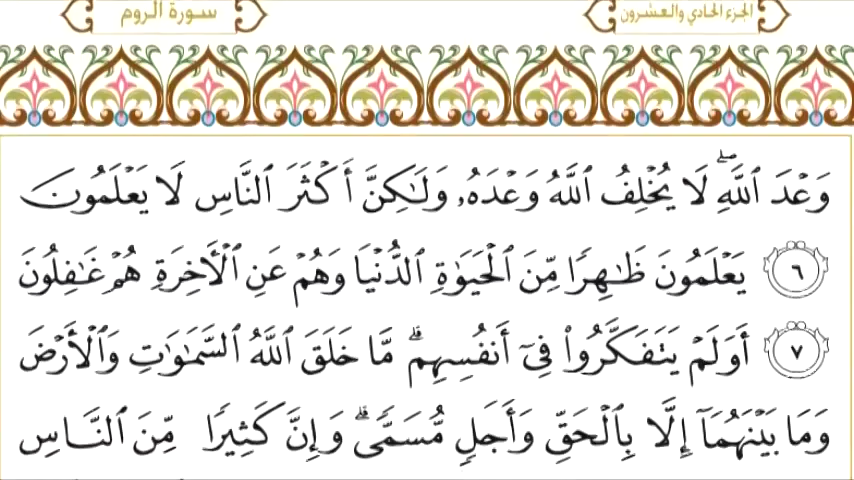 الجزء الحادي والعشرون
سورة الروم
وَعْدَ ٱللَّهِۖ لَا يُخْلِفُ ٱللَّهُ وَعْدَهُۥ وَلَٰكِنَّ أَكْثَرَ ٱلنَّاسِ لَا يَعْلَمُونَ
٦ يَعْلَمُونَ ظَٰهِرًا مِّنَ ٱلْحَيَوٰةِ ٱلدُّنْيَا وَهُمْ عَنِ ٱلْأَخِرَةِ هُمْ غَٰفِلُونَ
٧ أَوَلَمْ يَتَفَكَّرُوا۟ فِىٓ أَنفُسِهِمۗ مَّا خَلَقَ ٱللَّهُ ٱلسَّمَٰوَٰتِ وَٱلْأَرْضَ
وَمَا بَيْنَهُمَآ إِلَّا بِٱلْحَقِّ وَأَجَلٍ مُّسَمًّىۗ وَإِنَّ كَثِيرًا مِّنَ ٱلنَّاسِ